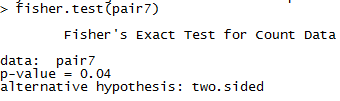 > fisher.test(pair7)
Fisher's Exact Test for Count Data
data:  pair7
p-value = 0.04
alternative hypothesis: two.sided